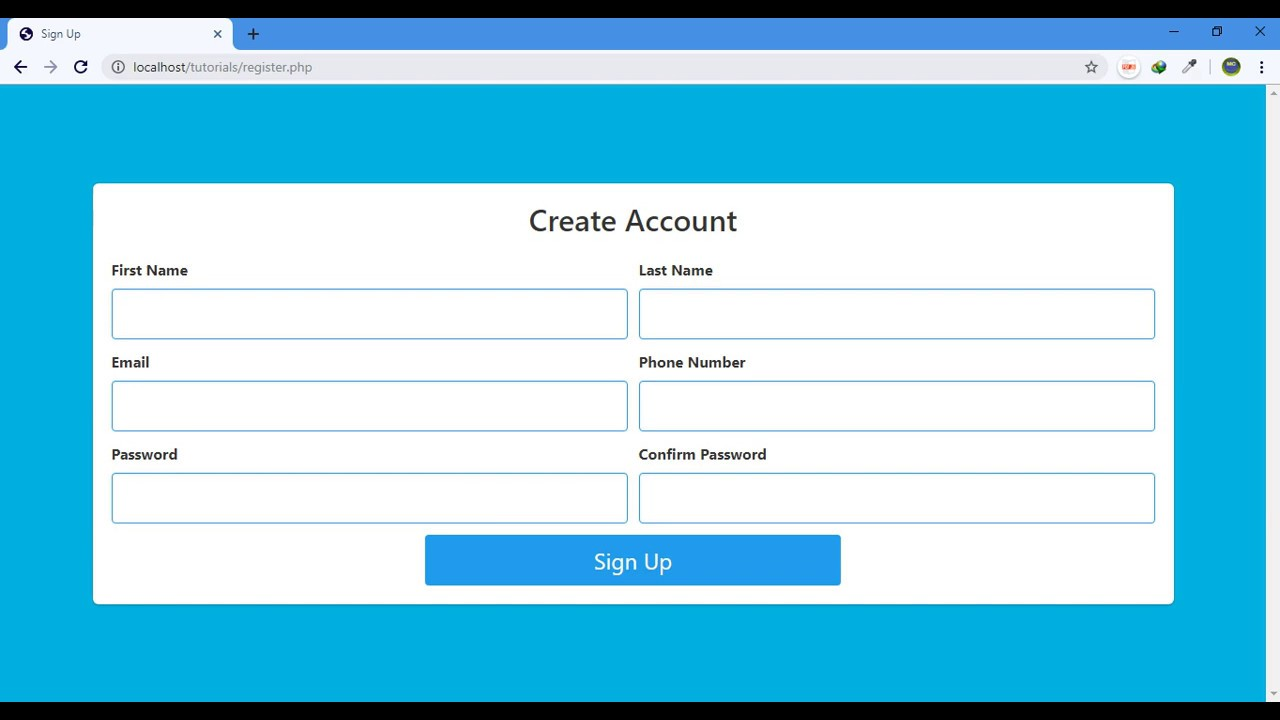 Sign Up
localhost/tutorials/register.php
Create Account
First Name
Last Name
Email
Phone Number
Password
Confirm Password
Sign Up